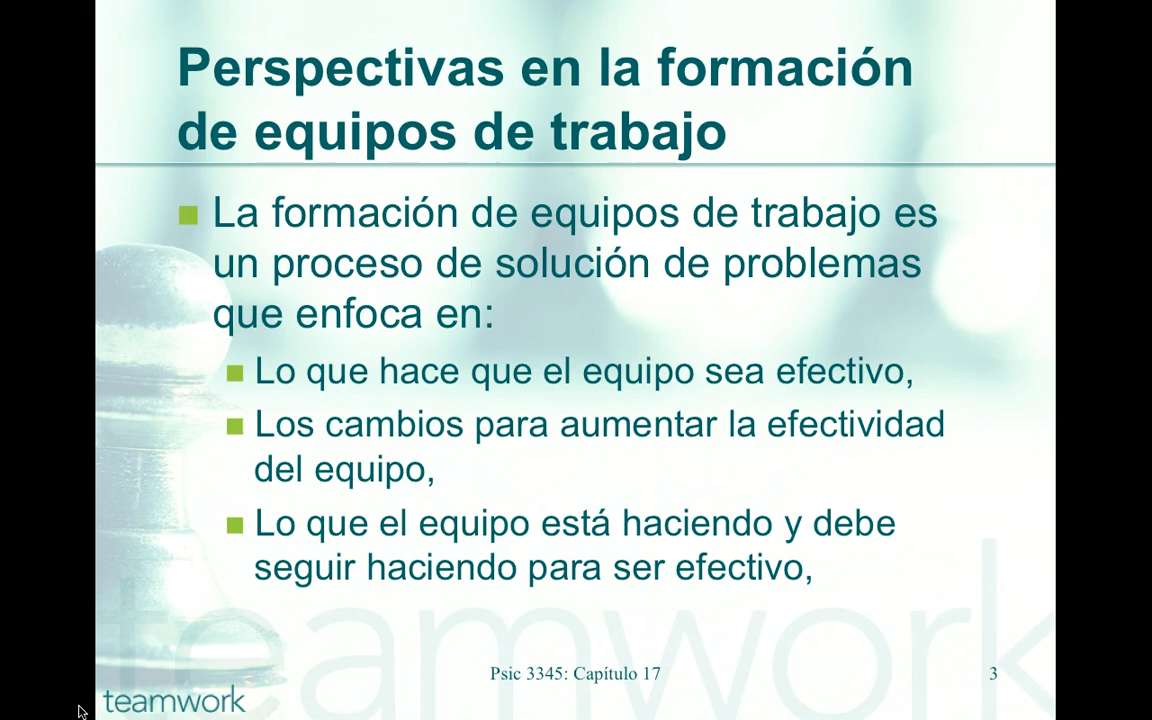 Perspectivas en la formación
de equipos de trabajo
La formación de equipos de trabajo es
un proceso de solución de problemas
que enfoca en:
Lo que hace que el equipo sea efectivo,
Los cambios para aumentar la efectividad
del equipo,
Lo que el equipo está haciendo y debe
seguir haciendo para ser efectivo,
teamwork
Psic 3345: Capítulo 17
3
teamwork